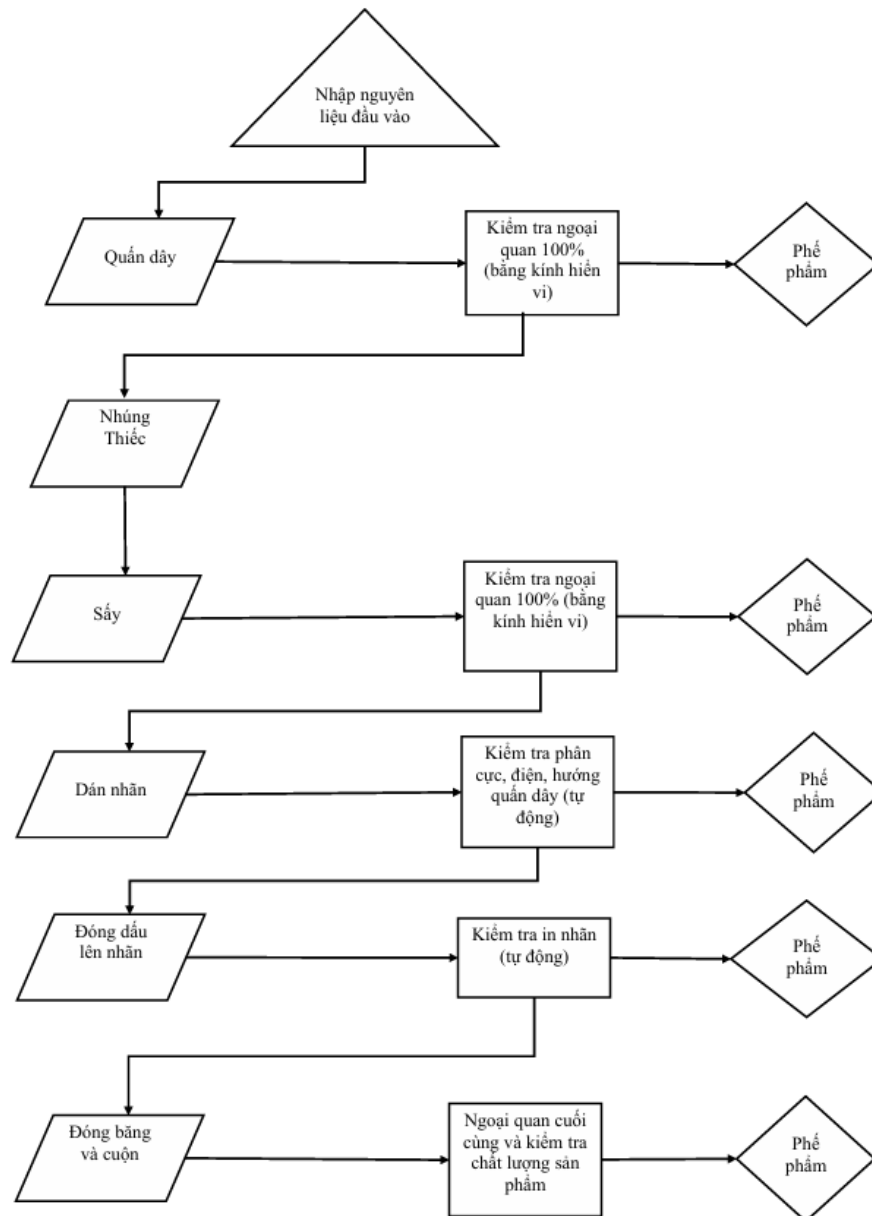 Nhập nguyên
liệu đầu vào
Quấn dây
Kiểm tra ngoại
quan 100%
(bằng kính hiển
vi)
Phế
phẩm
Nhúng
Thiếc
Sấy
Kiểm tra ngoại
quan 100% (bằng
kính hiển vi)
Phế
phẩm
Dán nhãn
Kiểm tra phân
cực, điện, hướng
quấn dây (tự
động)
Phế
phẩm
Đóng dấu
lên nhãn
Kiểm tra in nhãn
(tự động)
Phế
phẩm
Đóng băng
và cuộn
Ngoại quan cuối
cùng và kiểm tra
chất lượng sản
phẩm
Phế
phẩm